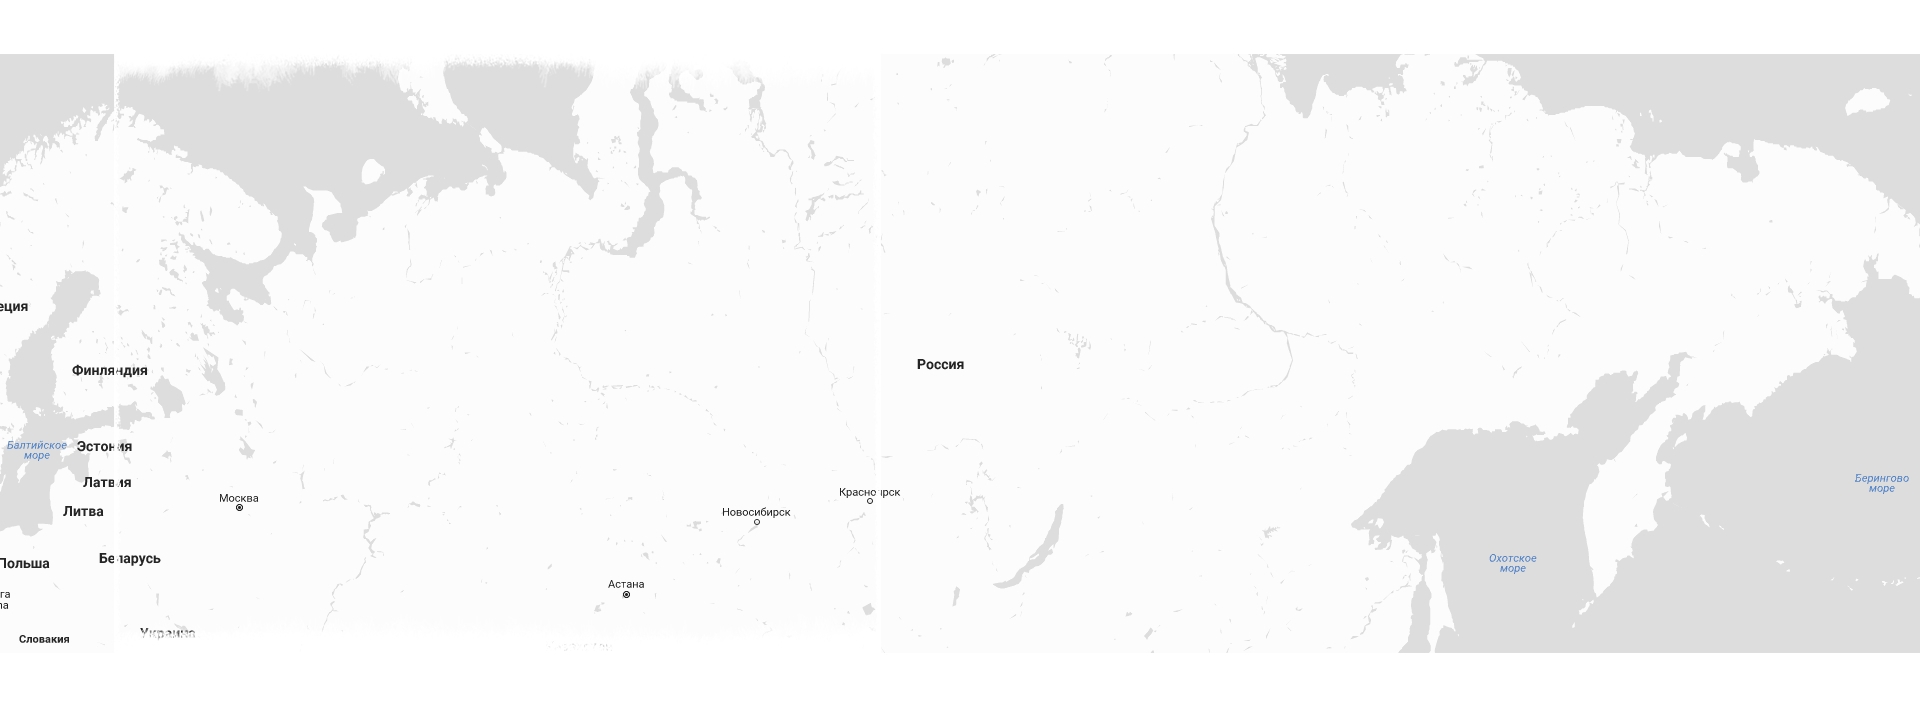 еция
Финляндия
Россия
Балтийское
море
Эстония
Латвия
Литва
Москва
Красноярск
Новосибирск
Берингово
море
Беларусь
Польша
Охотское
море
Астана
га
па
Украина
Словакия